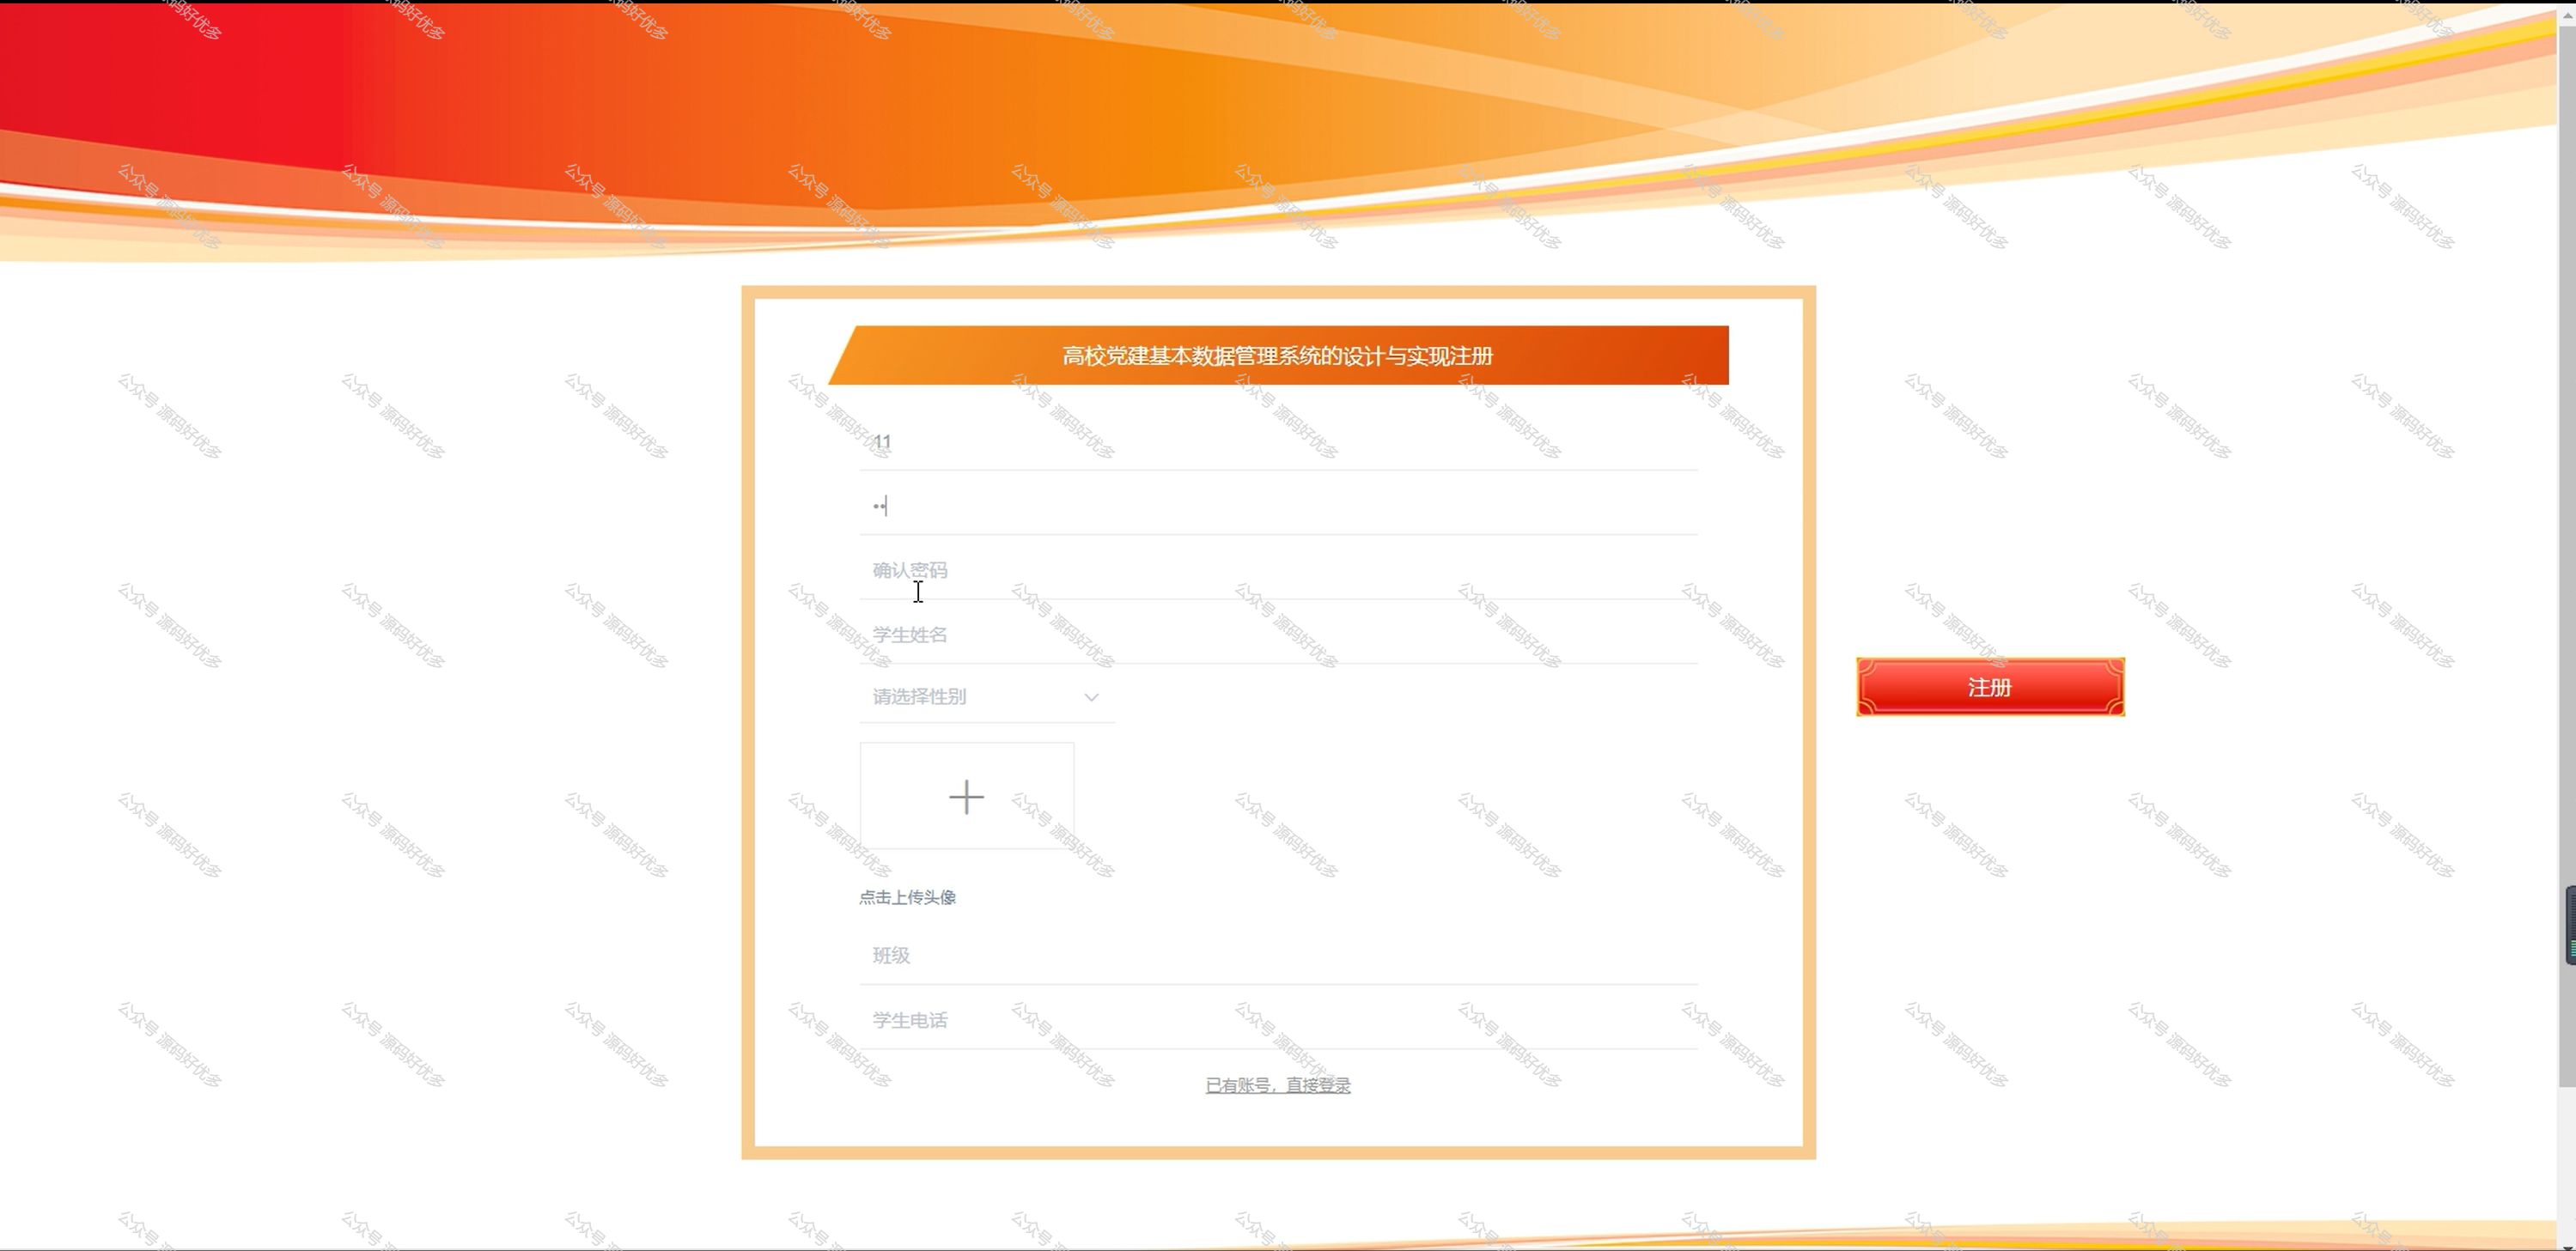 高校党建基本数据管理系统的设计与实现注册
11
确认密码
学生姓名
请选择性别
注册
点击上传头像
班级
学生电话
已有账号，直接登录
公众号 源码好优多